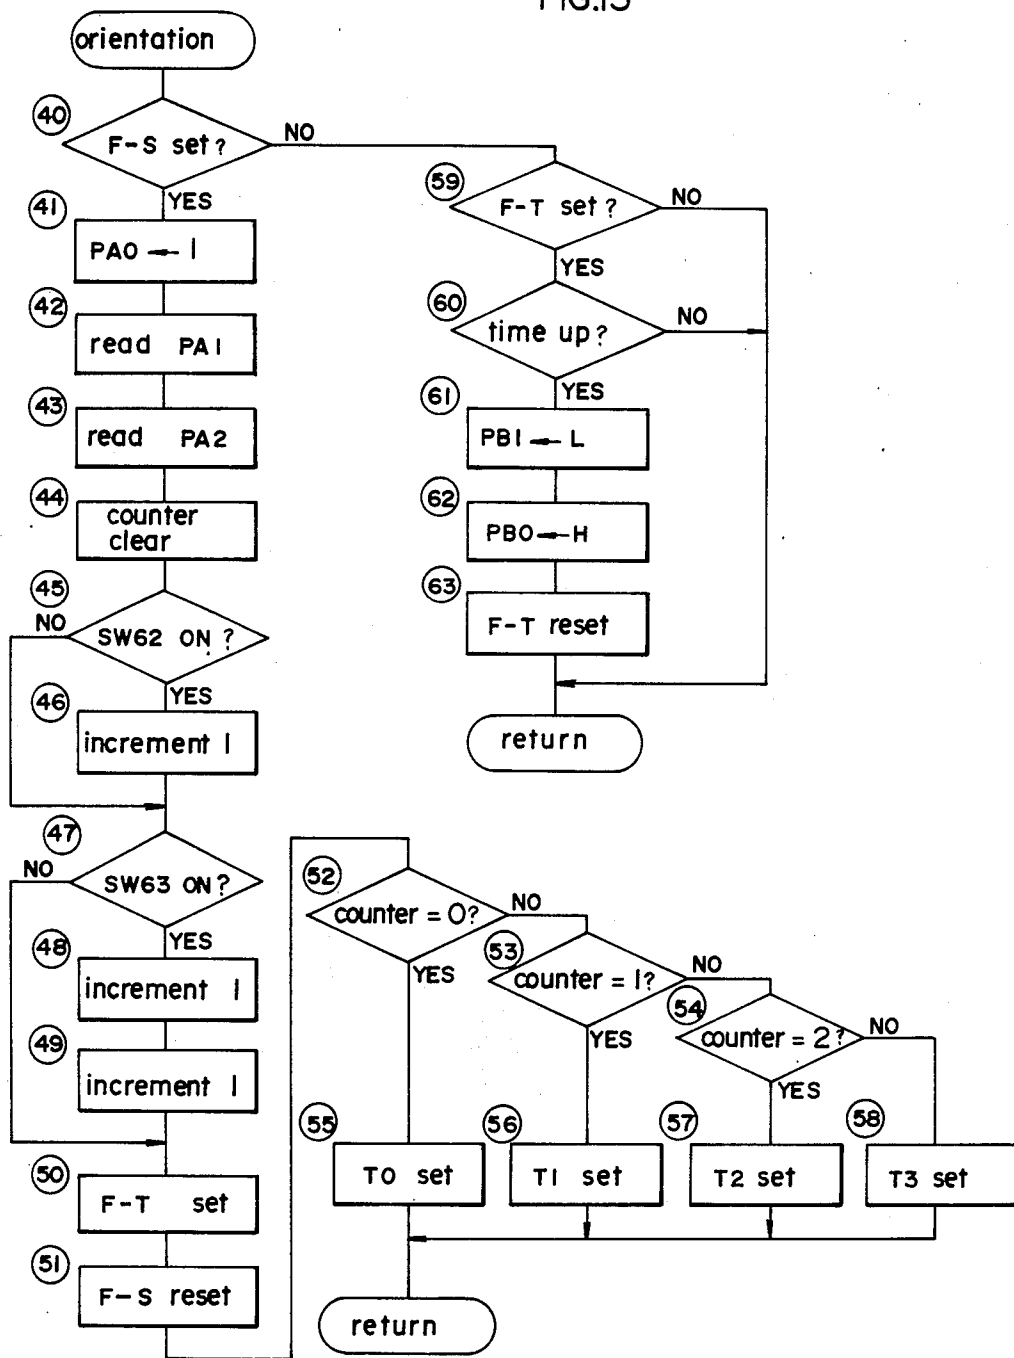 FIG.15
orientation
40
F-S set?
NO
YES
41
PA0 ← 1
42
read PA1
43
read PA2
44
counter
clear
45
NO
SW62 ON ?
YES
46
increment 1
47
NO
SW63 ON?
YES
48
increment 1
49
increment 1
50
F-T set
51
F-S reset
59
F-T set?
NO
YES
60
time up?
NO
YES
61
PB1 ← L
62
PB0 ← H
63
F-T reset
return
52
counter = 0?
NO
YES
53
counter = 1?
NO
YES
54
counter = 2?
NO
YES
55
T0 set
56
T1 set
57
T2 set
58
T3 set
return